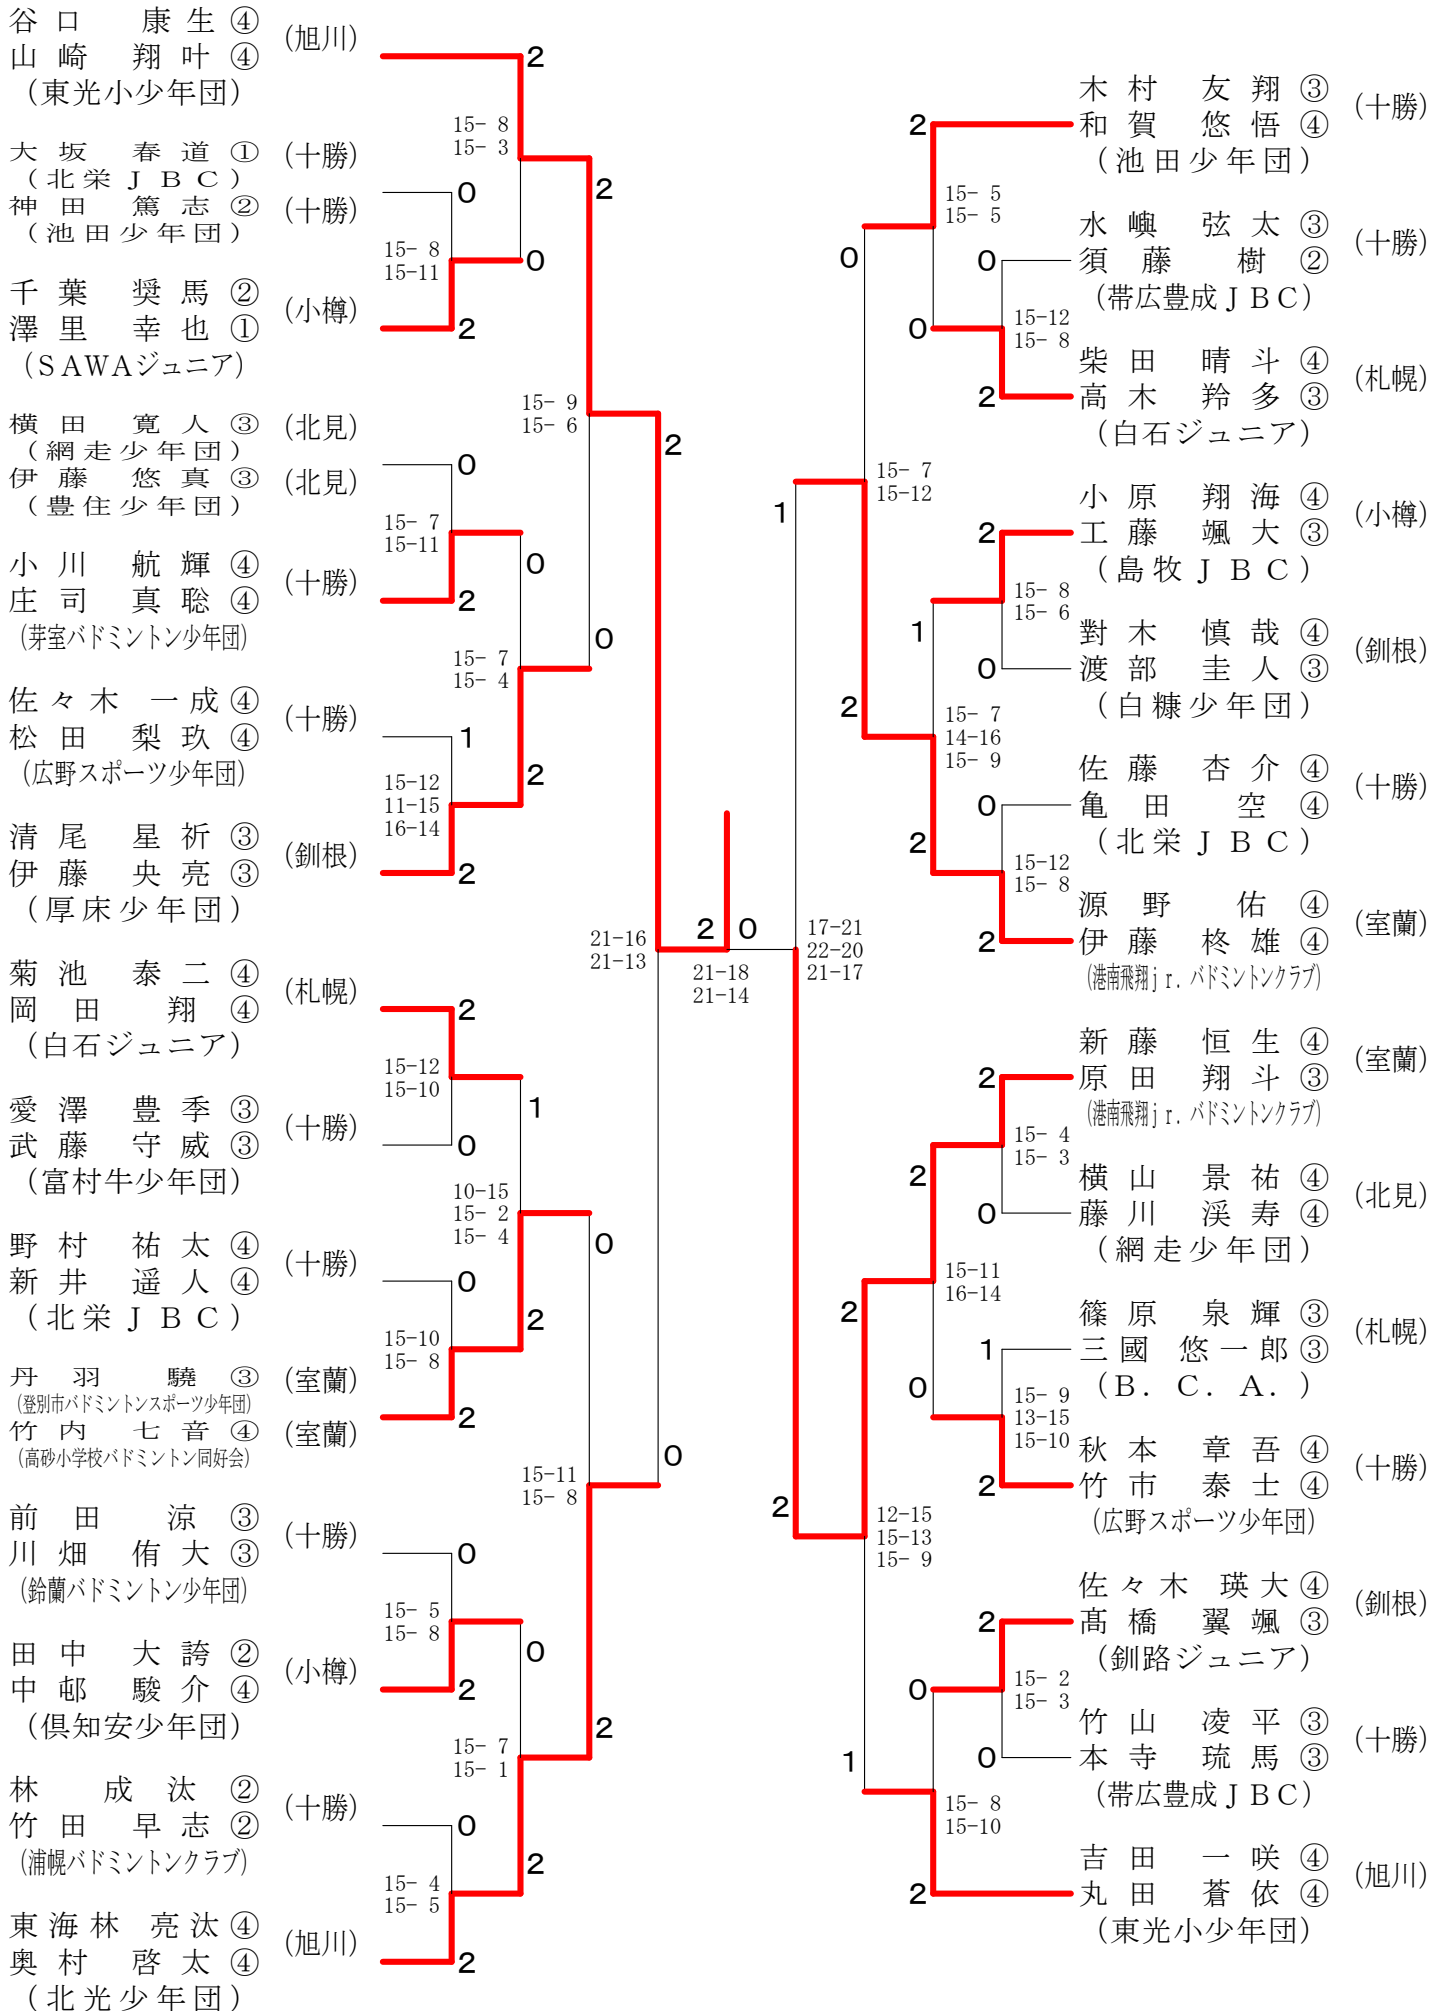 谷口 康生④
山崎 翔叶④
(旭川)
(東光小少年団)
大坂 春道①
(十勝)
(北栄ＪＢＣ)
神田 篤志②
(十勝)
(池田少年団)
千葉 奨馬②
澤里 幸也①
(小樽)
(SAWAジュニア)
横田 寛人③
(北見)
(網走少年団)
伊藤 悠真③
(北見)
(豊住少年団)
小川 航輝④
庄司 真聡④
(十勝)
(芽室バドミントン少年団)
佐々木 一成④
松田 梨玖④
(十勝)
(広野スポーツ少年団)
清尾 星祈③
伊藤 央亮③
(釧根)
(厚床少年団)
菊池 泰二④
岡田 翔④
(札幌)
(白石ジュニア)
愛澤 豊季③
武藤 守威③
(十勝)
(富村牛少年団)
野村 祐太④
新井 遥人④
(十勝)
(北栄ＪＢＣ)
丹羽 驍③
(室蘭)
(登別市バドミントンスポーツ少年団)
竹内 七音④
(室蘭)
(高砂小学校バドミントン同好会)
前田 涼③
川畑 侑大③
(十勝)
(鈴蘭バドミントン少年団)
田中 大誇②
中邨 駿介④
(小樽)
(倶知安少年団)
林 成汰②
竹田 早志②
(十勝)
(浦幌バドミントンクラブ)
東海林 亮汰④
奥村 啓太④
(旭川)
(北光少年団)
2
15- 8
15- 3
0
15- 8
15-11
0
2
2
15- 9
15- 6
0
15- 7
15-11
0
2
15- 7
15- 4
0
1
15-12
11-15
16-14
2
2
2
21-16
21-13
2
15-12
15-10
1
0
10-15
15- 2
15- 4
0
0
15-10
15- 8
2
2
15-11
15- 8
0
0
15- 5
15- 8
0
2
15- 7
15- 1
2
0
15- 4
15- 5
2
2
2
0
21-18
21-14
17-21
22-20
21-17
木村 友翔③
和賀 悠悟④
(十勝)
(池田少年団)
水嶼 弦太③
須藤 樹②
(十勝)
(帯広豊成ＪＢＣ)
柴田 晴斗④
高木 羚多③
(札幌)
(白石ジュニア)
小原 翔海④
工藤 颯大③
(小樽)
(島牧ＪＢＣ)
對木 慎哉④
渡部 圭人③
(釧根)
(白糠少年団)
佐藤 杏介④
亀田 空④
(十勝)
(北栄ＪＢＣ)
源野 佑④
伊藤 柊雄④
(室蘭)
(港南飛翔jr.バドミントンクラブ)
新藤 恒生④
原田 翔斗③
(室蘭)
(港南飛翔jr.バドミントンクラブ)
横山 景祐④
藤川 渓寿④
(北見)
(網走少年団)
篠原 泉輝③
三國 悠一郎③
(札幌)
(Ｂ．Ｃ．Ａ．)
秋本 章吾④
竹市 泰士④
(十勝)
(広野スポーツ少年団)
佐々木 瑛大④
髙橋 翼颯③
(釧根)
(釧路ジュニア)
竹山 凌平③
本寺 琉馬③
(十勝)
(帯広豊成ＪＢＣ)
吉田 一咲④
丸田 蒼依④
(旭川)
(東光小少年団)
2
15- 5
15- 5
0
0
0
15-12
15- 8
2
1
15- 7
15-12
2
15- 8
15- 6
1
0
2
15- 7
14-16
15- 9
0
2
15-12
15- 8
2
2
15- 4
15- 3
2
0
15-11
16-14
2
1
0
15- 9
13-15
15-10
2
2
12-15
15-13
15- 9
2
15- 2
15- 3
0
0
1
15- 8
15-10
2